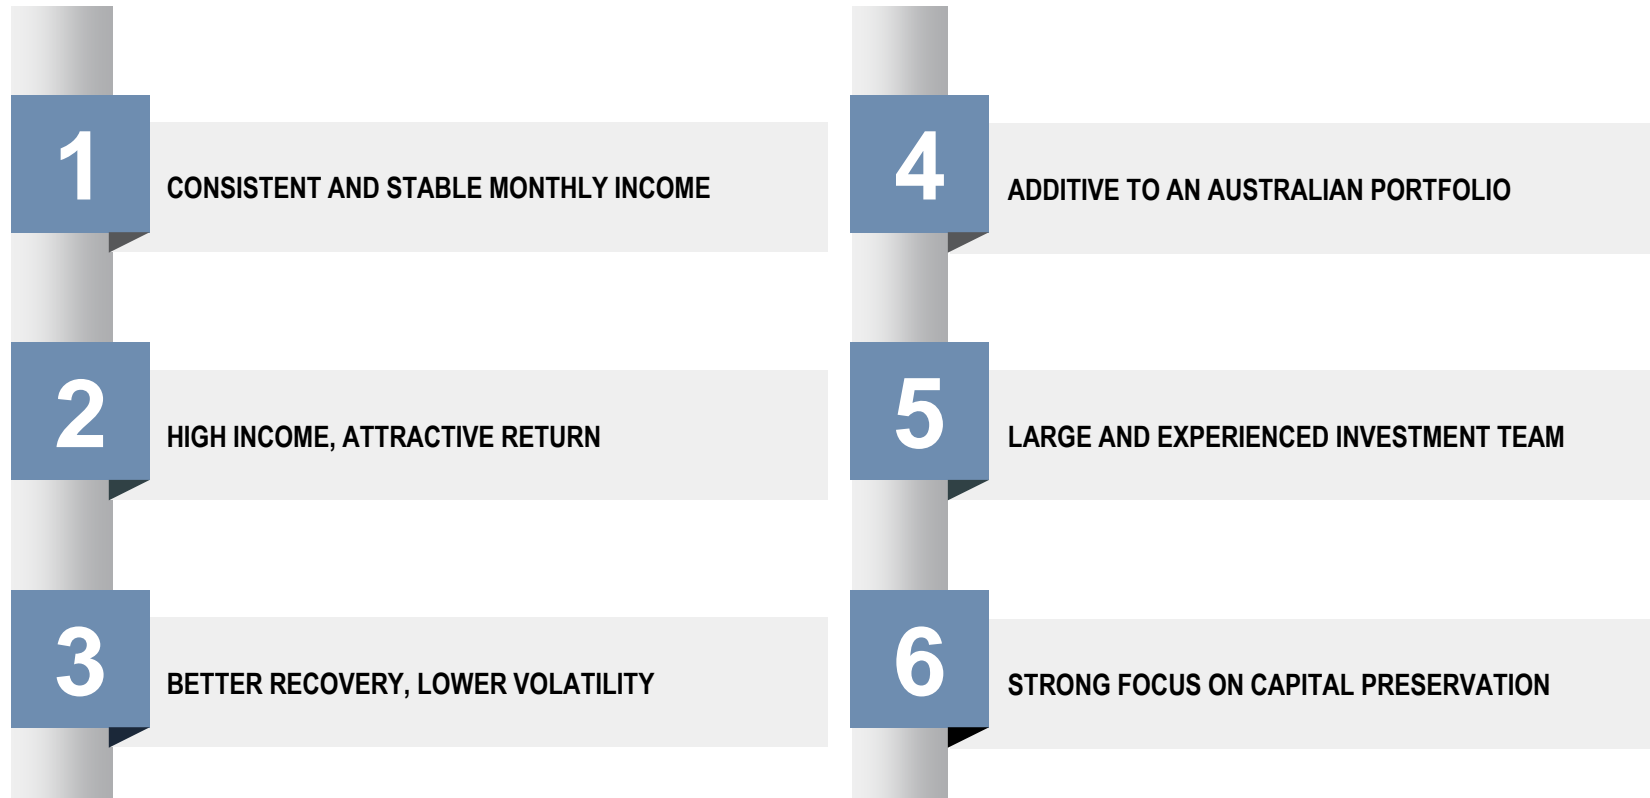 1
CONSISTENT AND STABLE MONTHLY INCOME
2
HIGH INCOME, ATTRACTIVE RETURN
3
BETTER RECOVERY, LOWER VOLATILITY
4
ADDITIVE TO AN AUSTRALIAN PORTFOLIO
5
LARGE AND EXPERIENCED INVESTMENT TEAM
6
STRONG FOCUS ON CAPITAL PRESERVATION